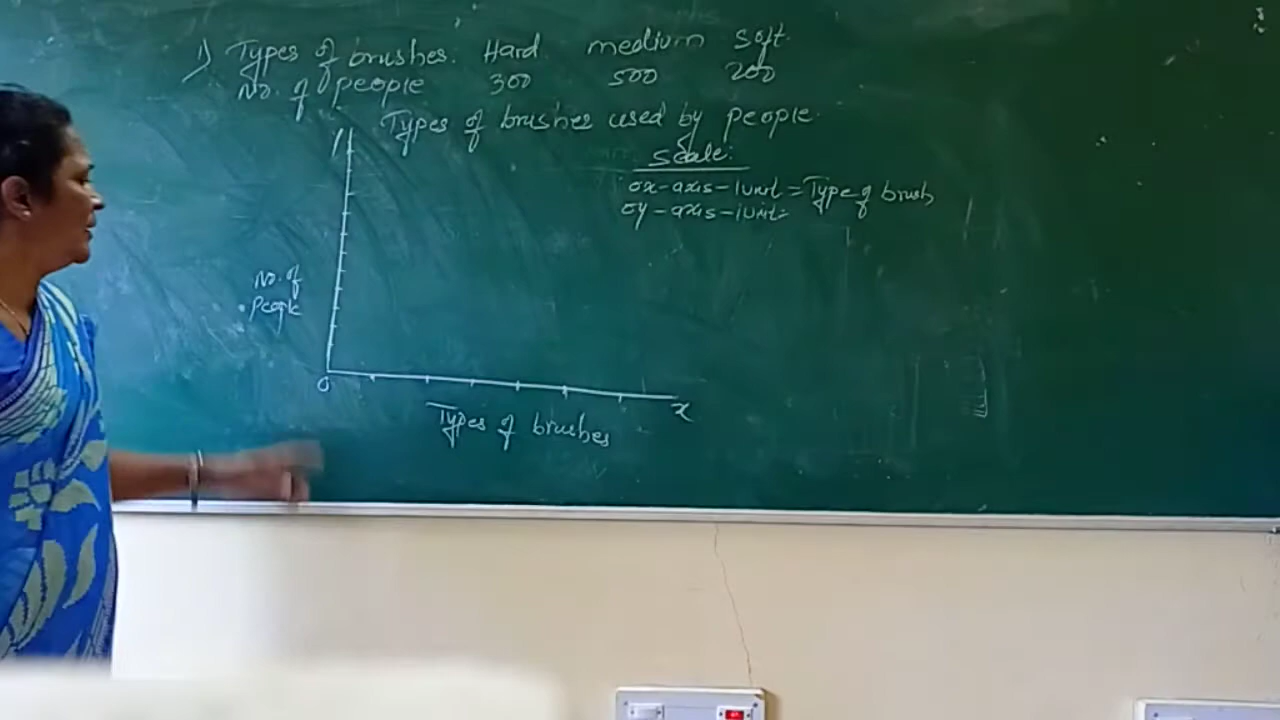 1) Types of brushes. Hard medium soft.
No. of people 300 500 200
Types of brushes used by people.
Scale:
ox-axis-1unit=Type of brush
oy-axis-1unit=
y
No. of
People
o
x
Types of brushes